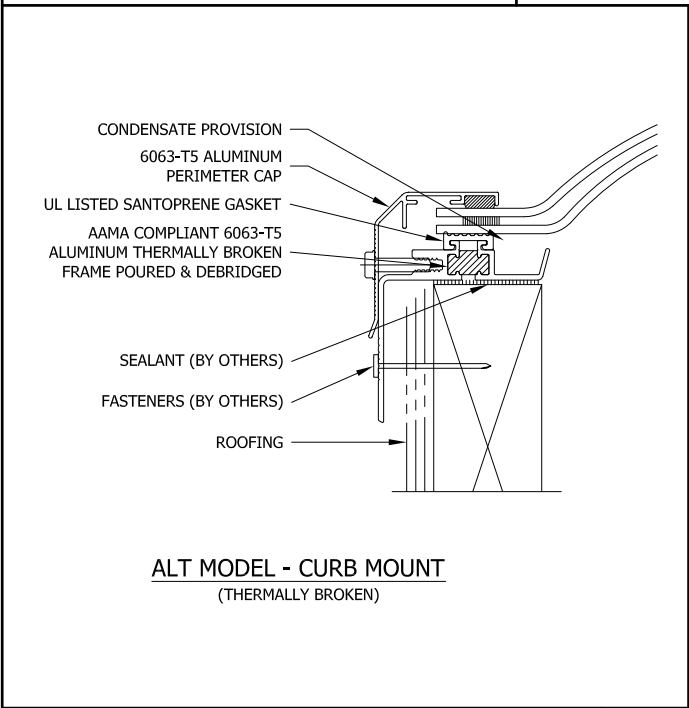 CONDENSATE PROVISION
6063-T5 ALUMINUM
PERIMETER CAP
UL LISTED SANTOPRENE GASKET
AAMA COMPLIANT 6063-T5
ALUMINUM THERMALLY BROKEN
FRAME POURED & DEBRIDGED
SEALANT (BY OTHERS)
FASTENERS (BY OTHERS)
ROOFING
ALT MODEL - CURB MOUNT
(THERMALLY BROKEN)